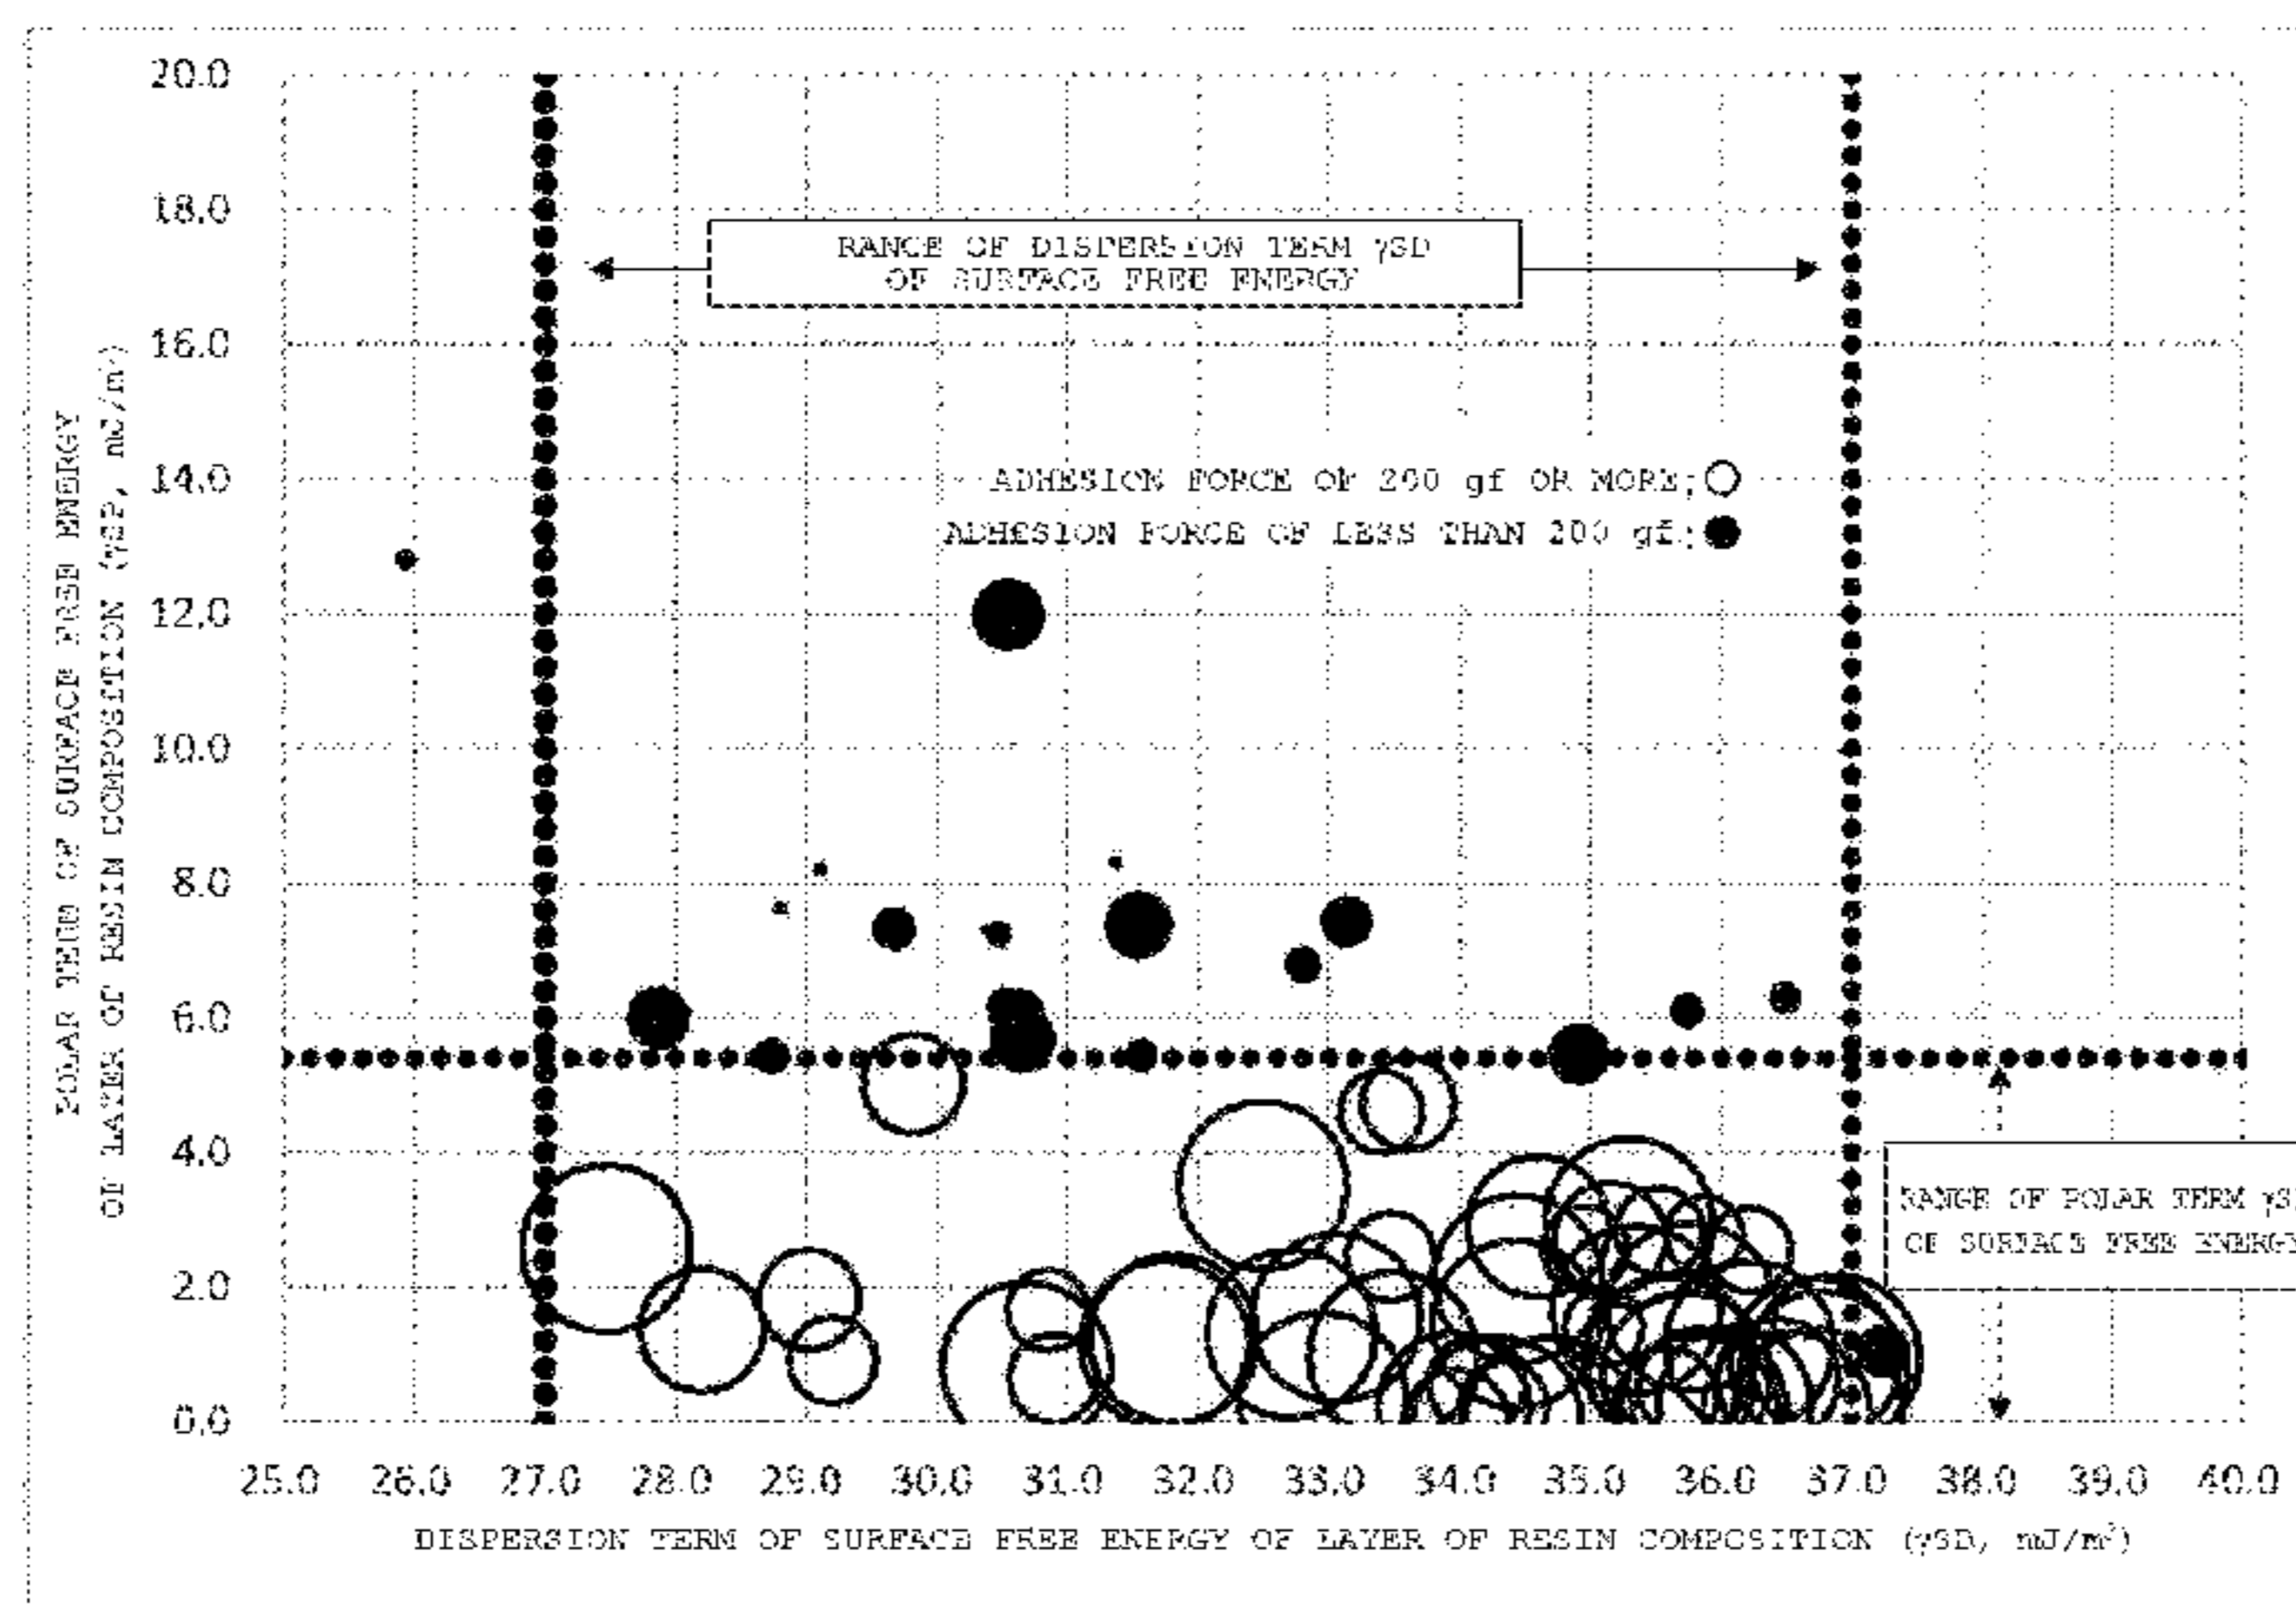 20.0
18.0
16.0
14.0
12.0
10.0
8.0
6.0
4.0
2.0
0.0
POLAR TERM OF SURFACE FREE ENERGY
OF LAYER OF RESIN COMPOSITION (γSP, mJ/m²)
RANGE OF DISPERSION TERM γSD
OF SURFACE FREE ENERGY
ADHESION FORCE OF 200 gf OR MORE;
ADHESION FORCE OF LESS THAN 200 gf;
RANGE OF POLAR TERM γS
OF SURFACE FREE ENERGY
25.0 26.0 27.0 28.0 29.0 30.0 31.0 32.0 33.0 34.0 35.0 36.0 37.0 38.0 39.0 40.0
DISPERSION TERM OF SURFACE FREE ENERGY OF LAYER OF RESIN COMPOSITION (γSD, mJ/m²)